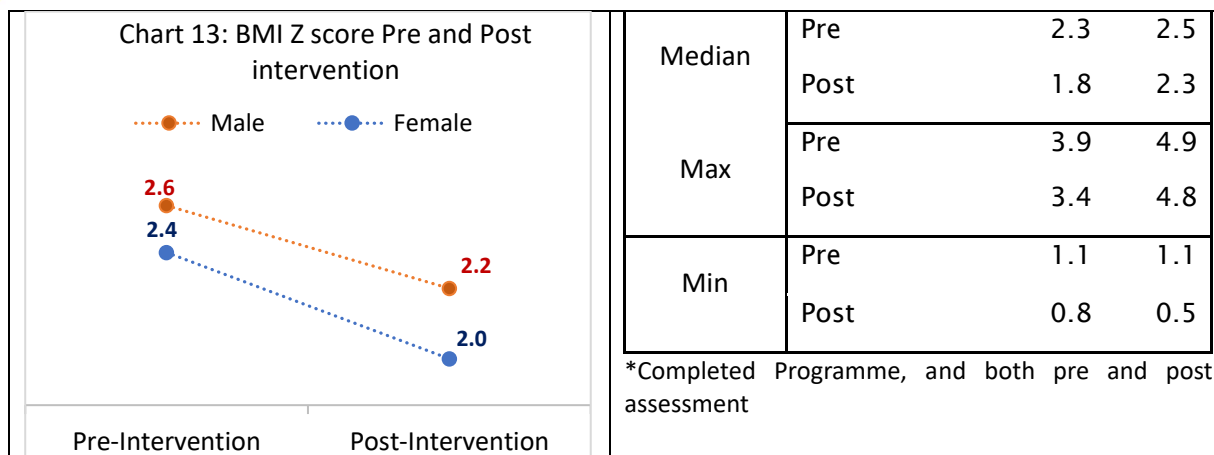 Chart 13: BMI Z score Pre and Post
intervention
Male Female
2.6
2.4
2.2
2.0
Pre-Intervention Post-Intervention
Median Pre 2.3 2.5
Post 1.8 2.3
Max Pre 3.9 4.9
Post 3.4 4.8
Min Pre 1.1 1.1
Post 0.8 0.5
*Completed Programme, and both pre and post
assessment